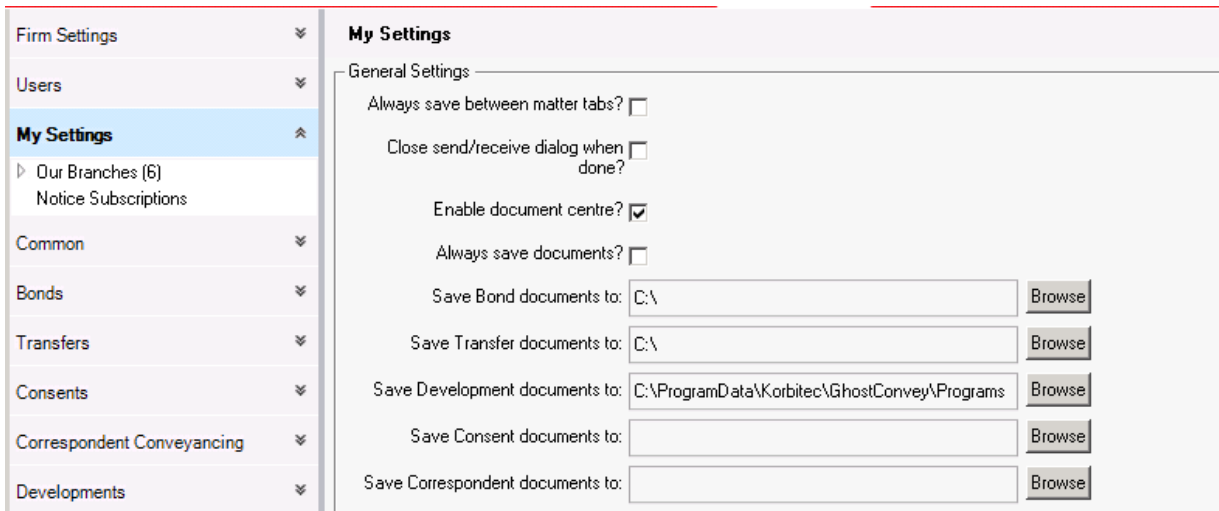 Firm Settings
Users
My Settings
Our Branches (6)
Notice Subscriptions
Common
Bonds
Transfers
Consents
Correspondent Conveyancing
Developments
My Settings
General Settings
Always save between matter tabs?
Close send/receive dialog when
done?
Enable document centre?
Always save documents?
Save Bond documents to: C:\ Browse
Save Transfer documents to: C:\ Browse
Save Development documents to: C:\ProgramData\Korbitec\GhostConvey\Programs Browse
Save Consent documents to: Browse
Save Correspondent documents to: Browse